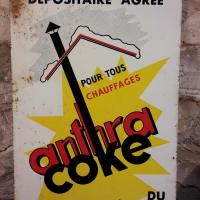 DÉPOSITAIRE AGRÉÉ
POUR TOUS
CHAUFFAGES
anthra
COKE
DU